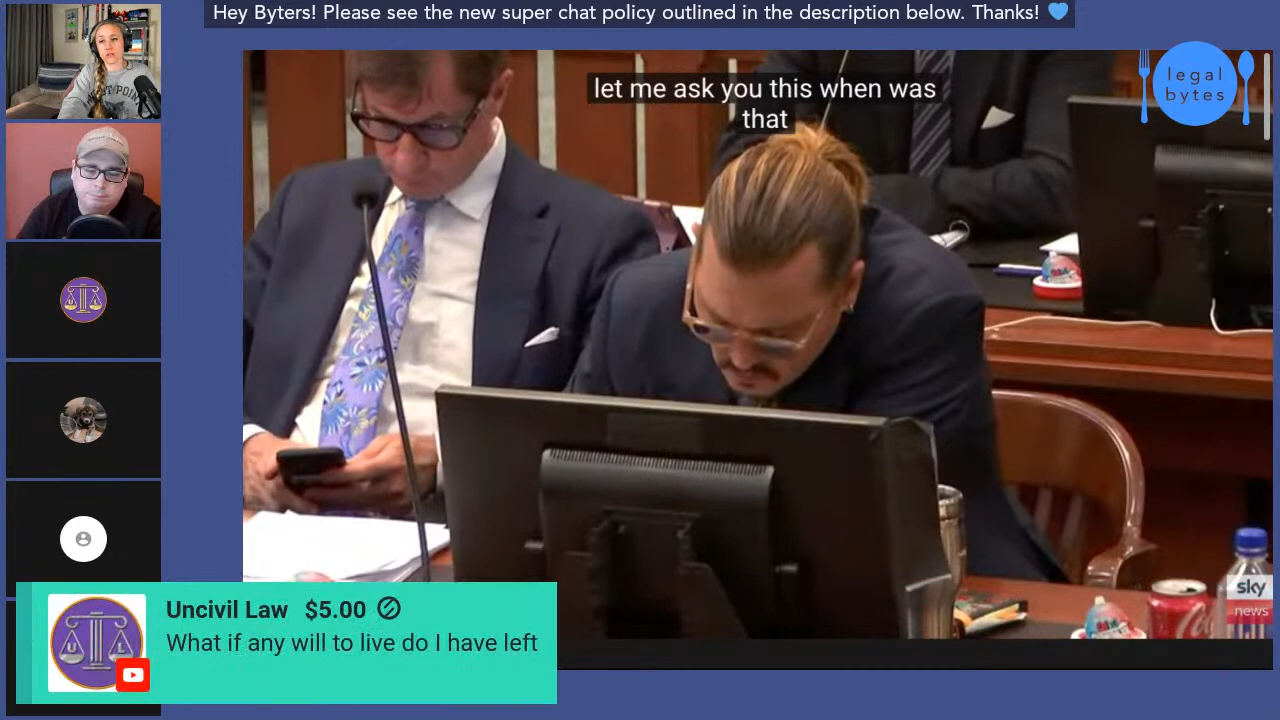 Hey Byters! Please see the new super chat policy outlined in the description below. Thanks! 💙
let me ask you this when was
that
legal
bytes
Uncivil Law $5.00
What if any will to live do I have left
U L
sky
news